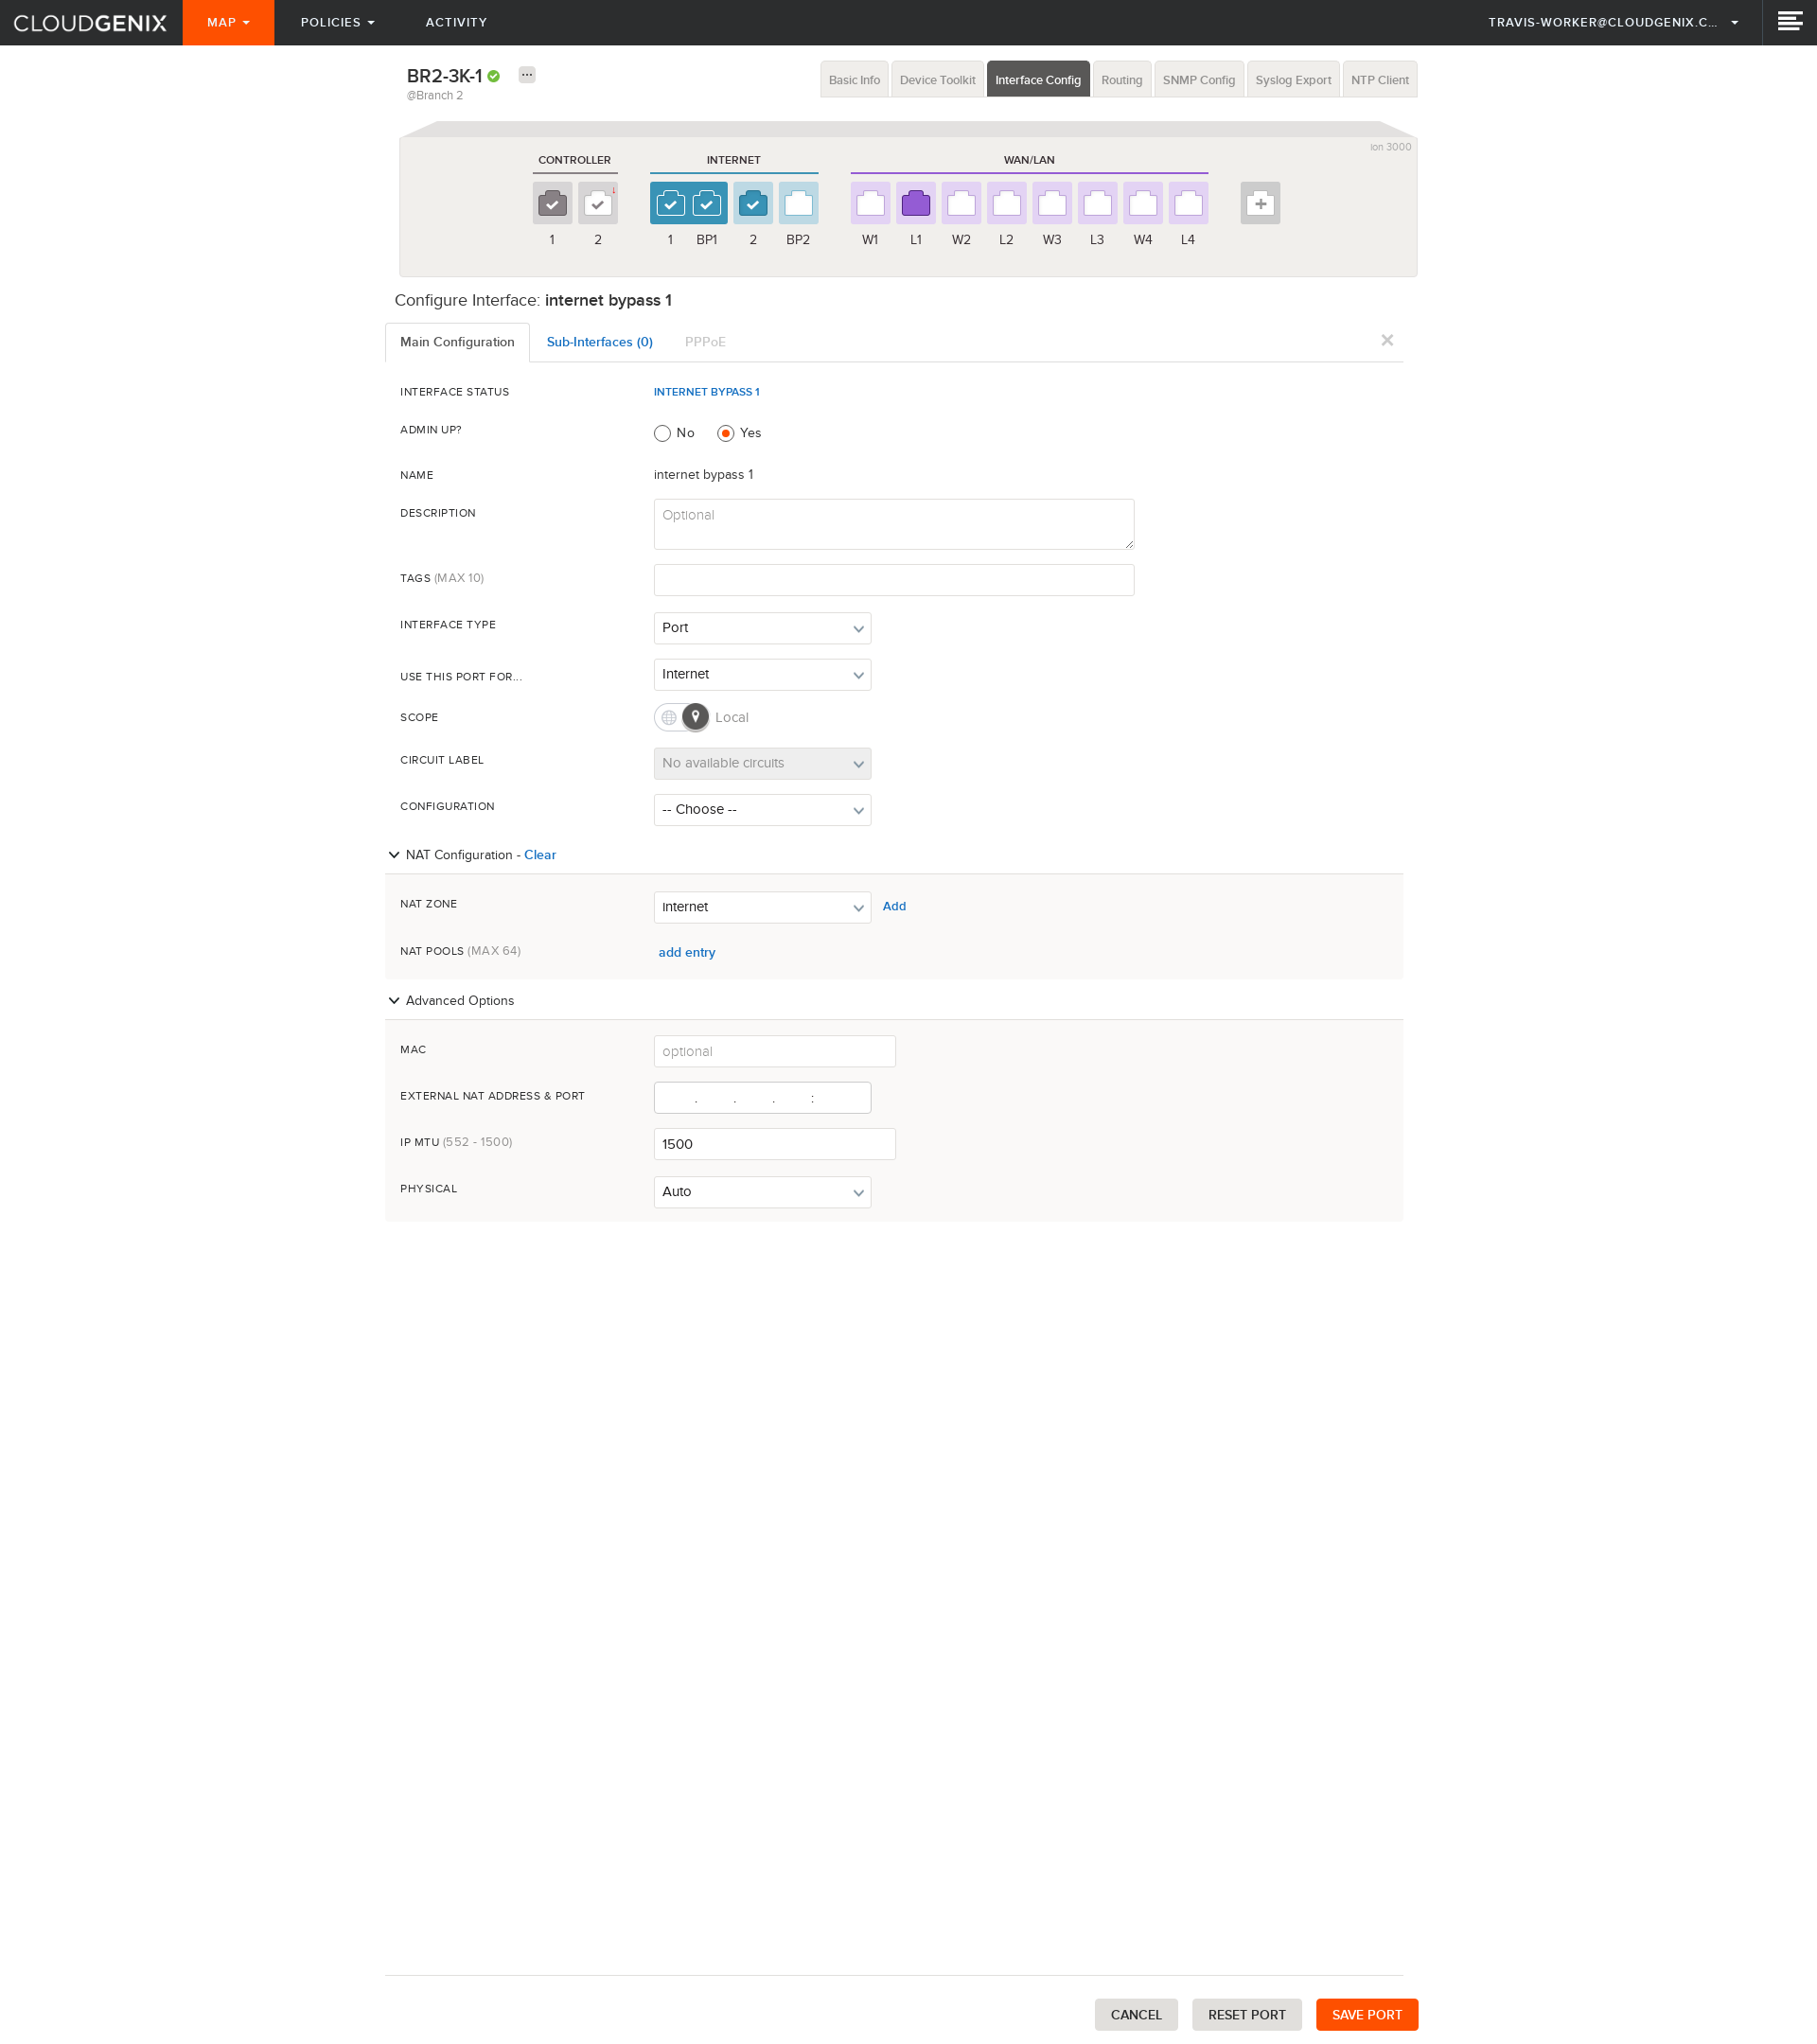 CLOUDGENIX MAP POLICIES ACTIVITY TRAVIS-WORKER@CLOUDGENIX.C...
BR2-3K-1
@Branch 2
Basic Info Device Toolkit Interface Config Routing SNMP Config Syslog Export NTP Client
ion 3000
CONTROLLER INTERNET WAN/LAN
1 2 1 BP1 2 BP2 W1 L1 W2 L2 W3 L3 W4 L4
Configure Interface: internet bypass 1
Main Configuration Sub-Interfaces (0) PPPoE
INTERFACE STATUS INTERNET BYPASS 1
ADMIN UP? No Yes
NAME internet bypass 1
DESCRIPTION Optional
TAGS (MAX 10)
INTERFACE TYPE Port
USE THIS PORT FOR... Internet
SCOPE Local
CIRCUIT LABEL No available circuits
CONFIGURATION -- Choose --
NAT Configuration - Clear
NAT ZONE internet Add
NAT POOLS (MAX 64) add entry
Advanced Options
MAC optional
EXTERNAL NAT ADDRESS & PORT . . . :
IP MTU (552 - 1500) 1500
PHYSICAL Auto
CANCEL RESET PORT SAVE PORT